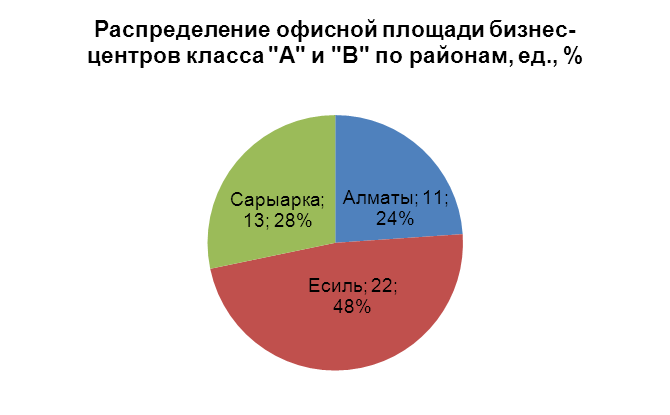 Распределение офисной площади бизнес-
центров класса "А" и "В" по районам, ед., %
Сарыарка;
13; 28%
Алматы; 11;
24%
Есиль; 22;
48%